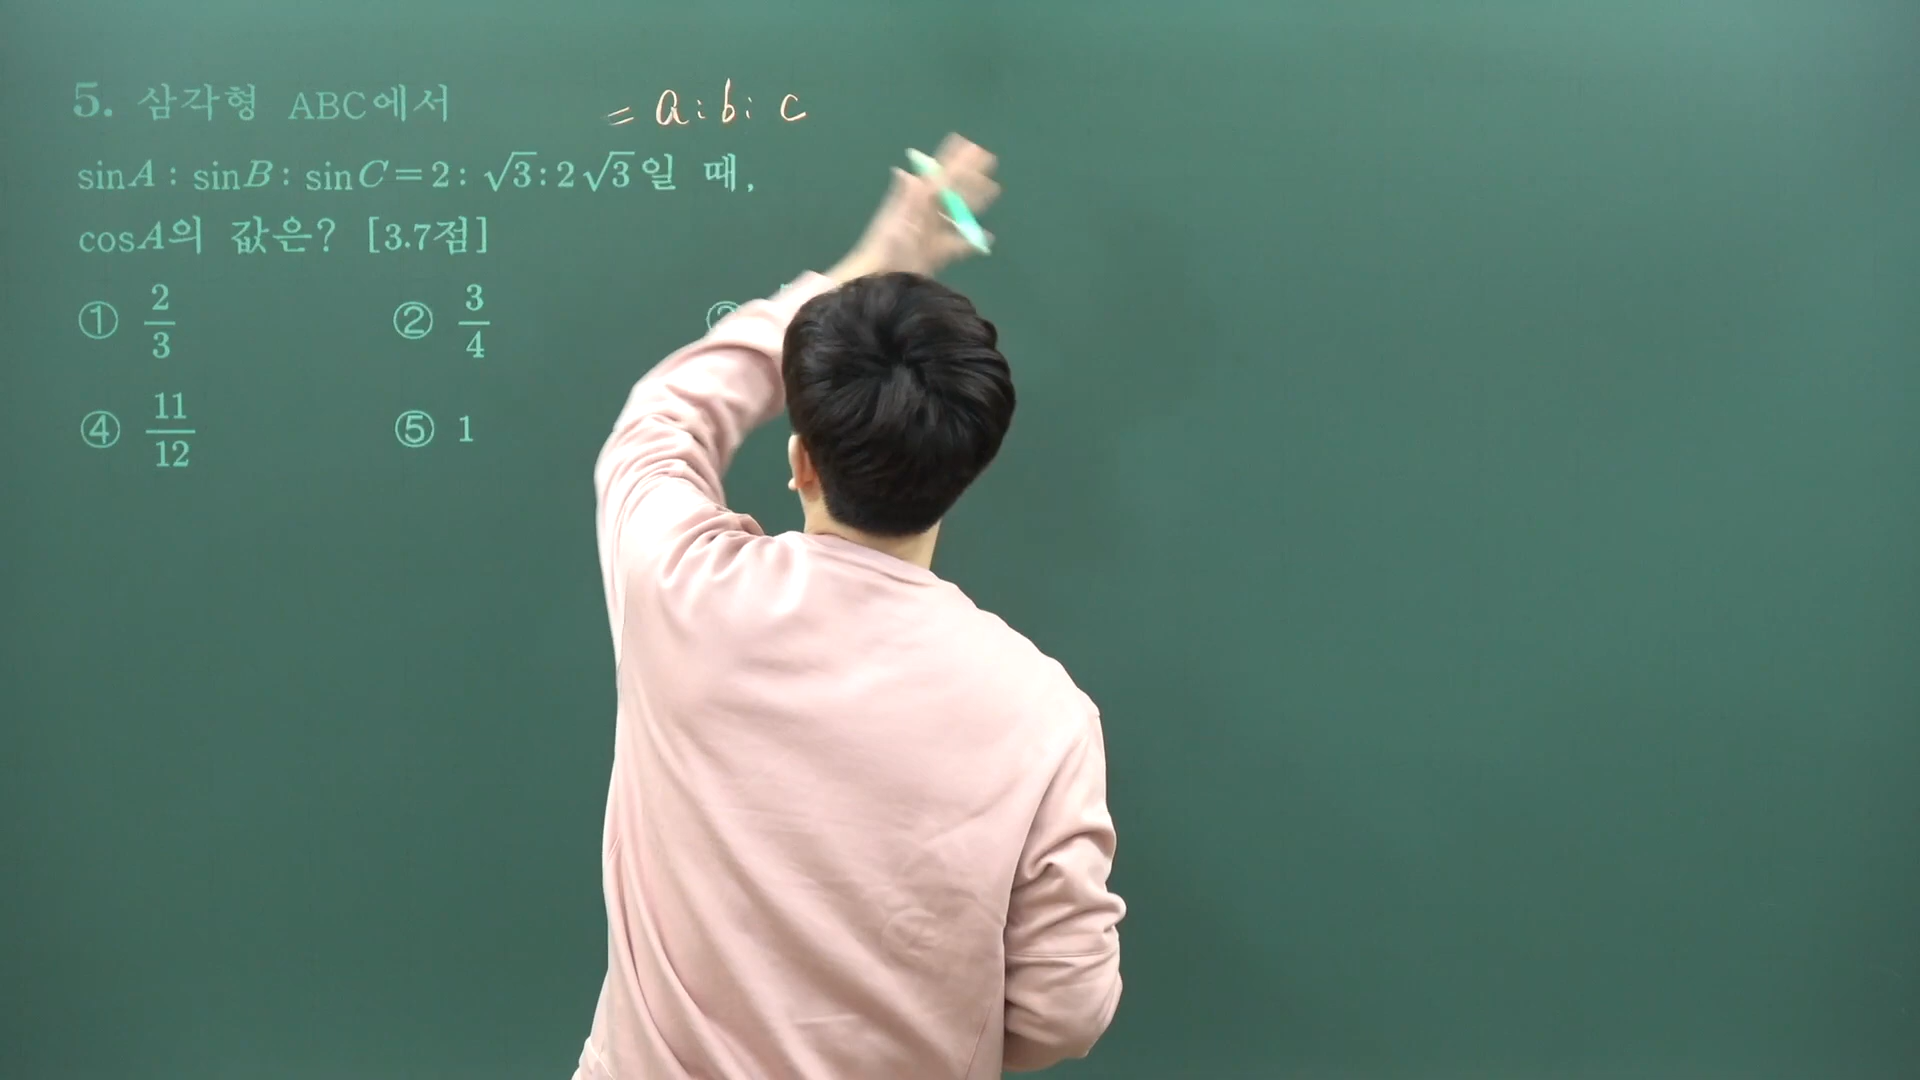 5. 삼각형 ABC에서
= a : b : c
sinA : sinB : sinC = 2 : √3 : 2√3 일 때,
cosA의 값은? [3.7점]
① 2/3 ② 3/4
④ 11/12 ⑤ 1